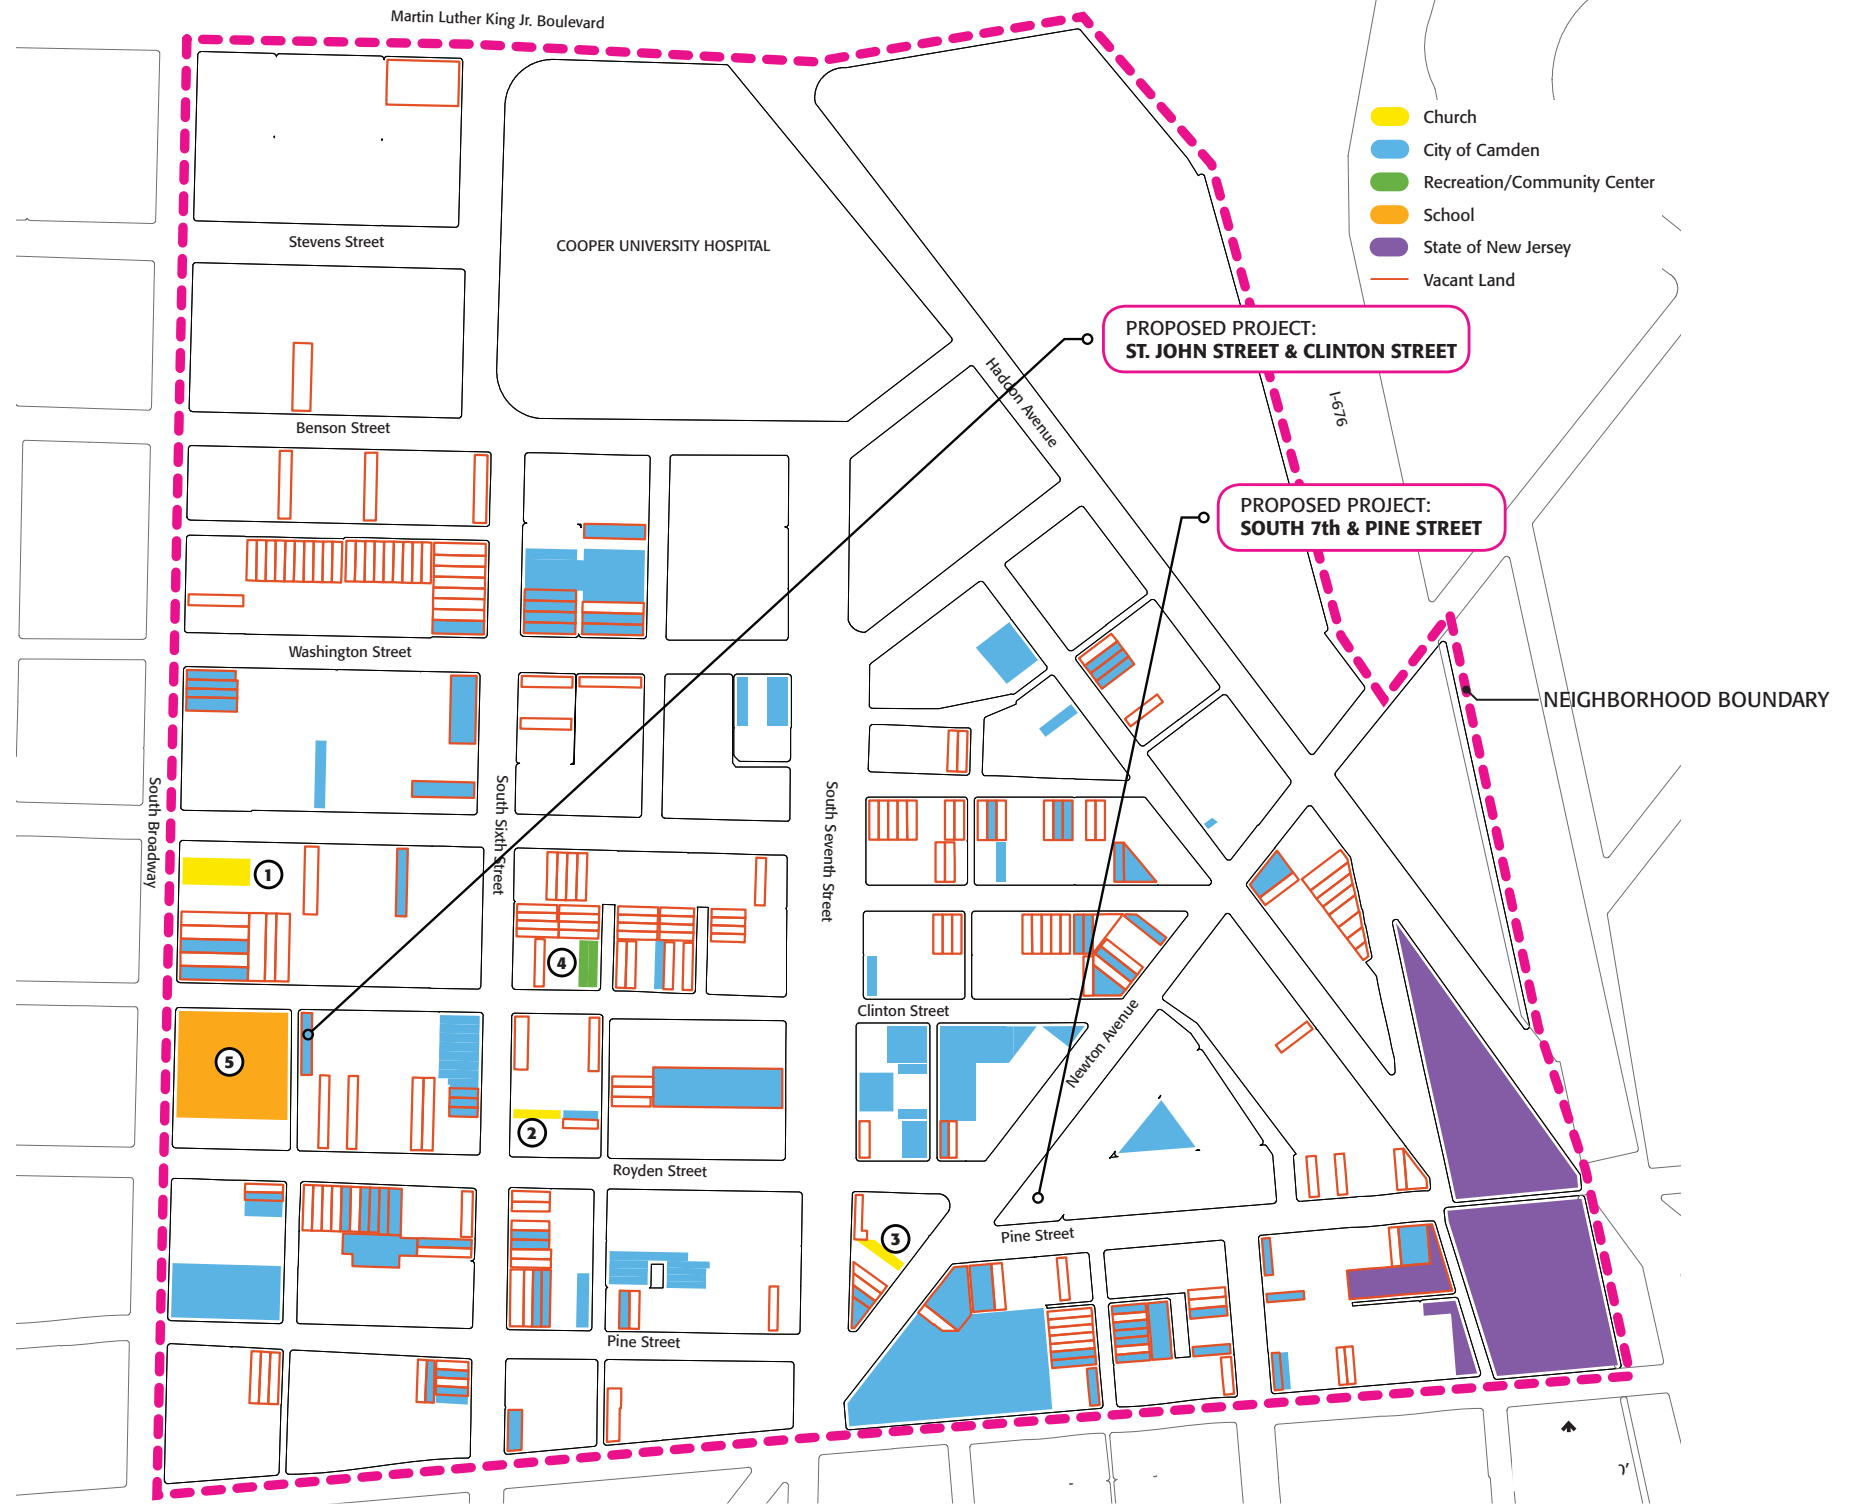 Martin Luther King Jr. Boulevard
Church
City of Camden
Recreation/Community Center
School
State of New Jersey
Vacant Land
Stevens Street
COOPER UNIVERSITY HOSPITAL
PROPOSED PROJECT:
ST. JOHN STREET & CLINTON STREET
Haddon Avenue
I-676
Benson Street
PROPOSED PROJECT:
SOUTH 7th & PINE STREET
Washington Street
NEIGHBORHOOD BOUNDARY
South Broadway
South Sixth Street
South Seventh Street
1
4
Clinton Street
Newton Avenue
5
2
Royden Street
3
Pine Street
Pine Street